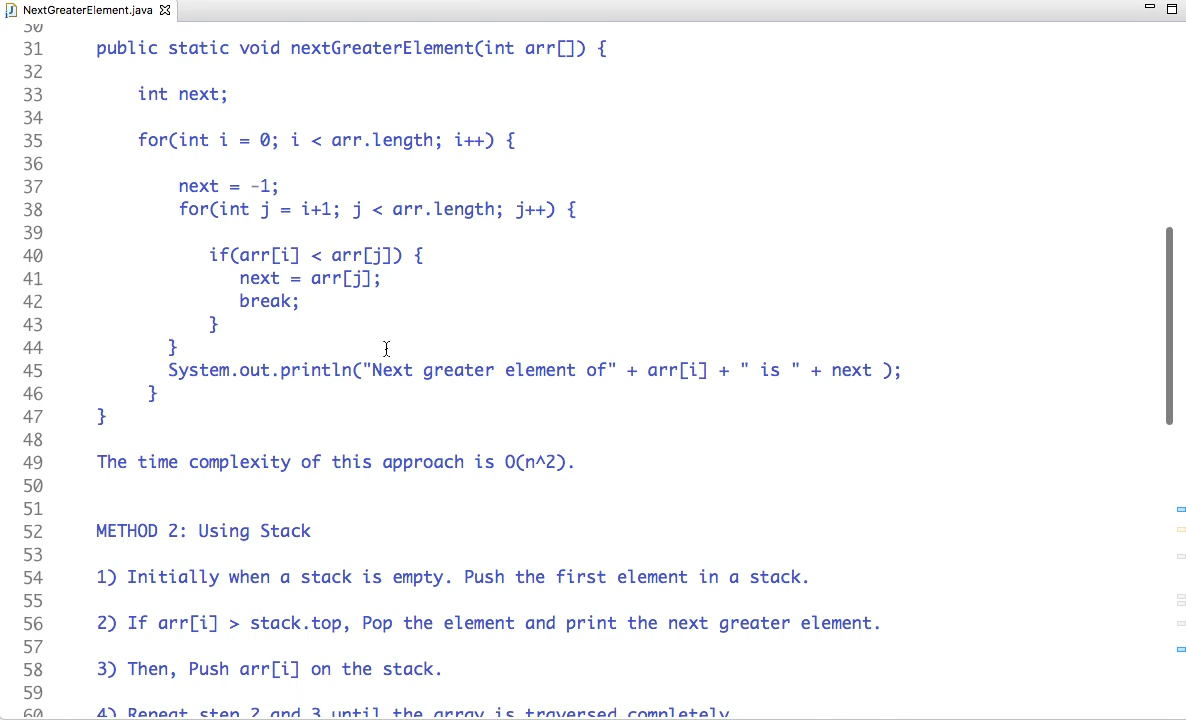 NextGreaterElement.java
30
31 public static void nextGreaterElement(int arr[]) {
32
33 int next;
34
35 for(int i = 0; i < arr.length; i++) {
36
37 next = -1;
38 for(int j = i+1; j < arr.length; j++) {
39
40 if(arr[i] < arr[j]) {
41 next = arr[j];
42 break;
43 }
44 }
45 System.out.println("Next greater element of" + arr[i] + " is " + next );
46 }
47 }
48
49 The time complexity of this approach is O(n^2).
50
51
52 METHOD 2: Using Stack
53
54 1) Initially when a stack is empty. Push the first element in a stack.
55
56 2) If arr[i] > stack.top, Pop the element and print the next greater element.
57
58 3) Then, Push arr[i] on the stack.
59
60 4) Repeat step 2 and 3 until the array is traversed completely